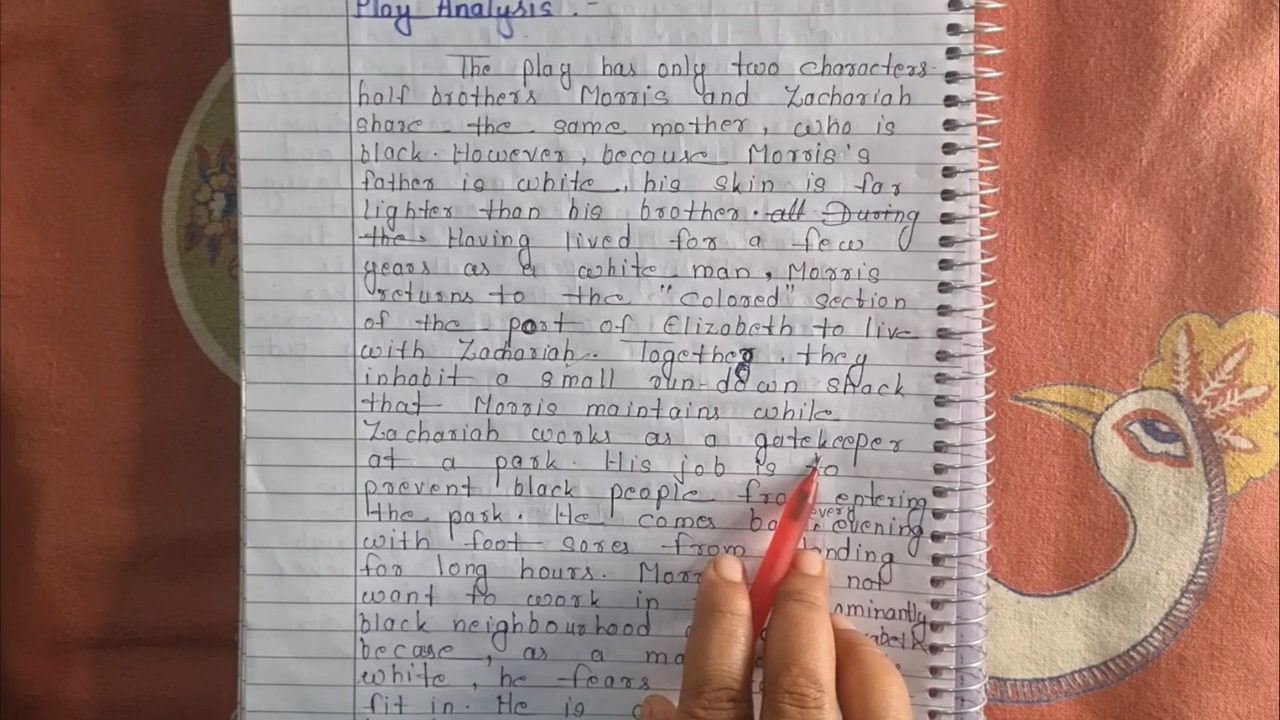 Play Analysis :-
The play has only two characters.
half brothers Morris and Zachariah
share the same mother, who is
black. However, because Morris's
father is white, his skin is far
lighter than his brother. all During
the Having lived for a few
years as a white man, Morris
returns to the "colored" section
of the port of Elizabeth to live
with Zachariah. Together, they
inhabit a small run-down shack
that Morris maintains while
Zachariah works as a gatekeeper
at a park. His job is to
prevent black people from entering
the park. He comes every evening
with foot sores from
for long hours. not
want to work in
black neighbourhood
becase, as a
white, he fears
fit in. He is